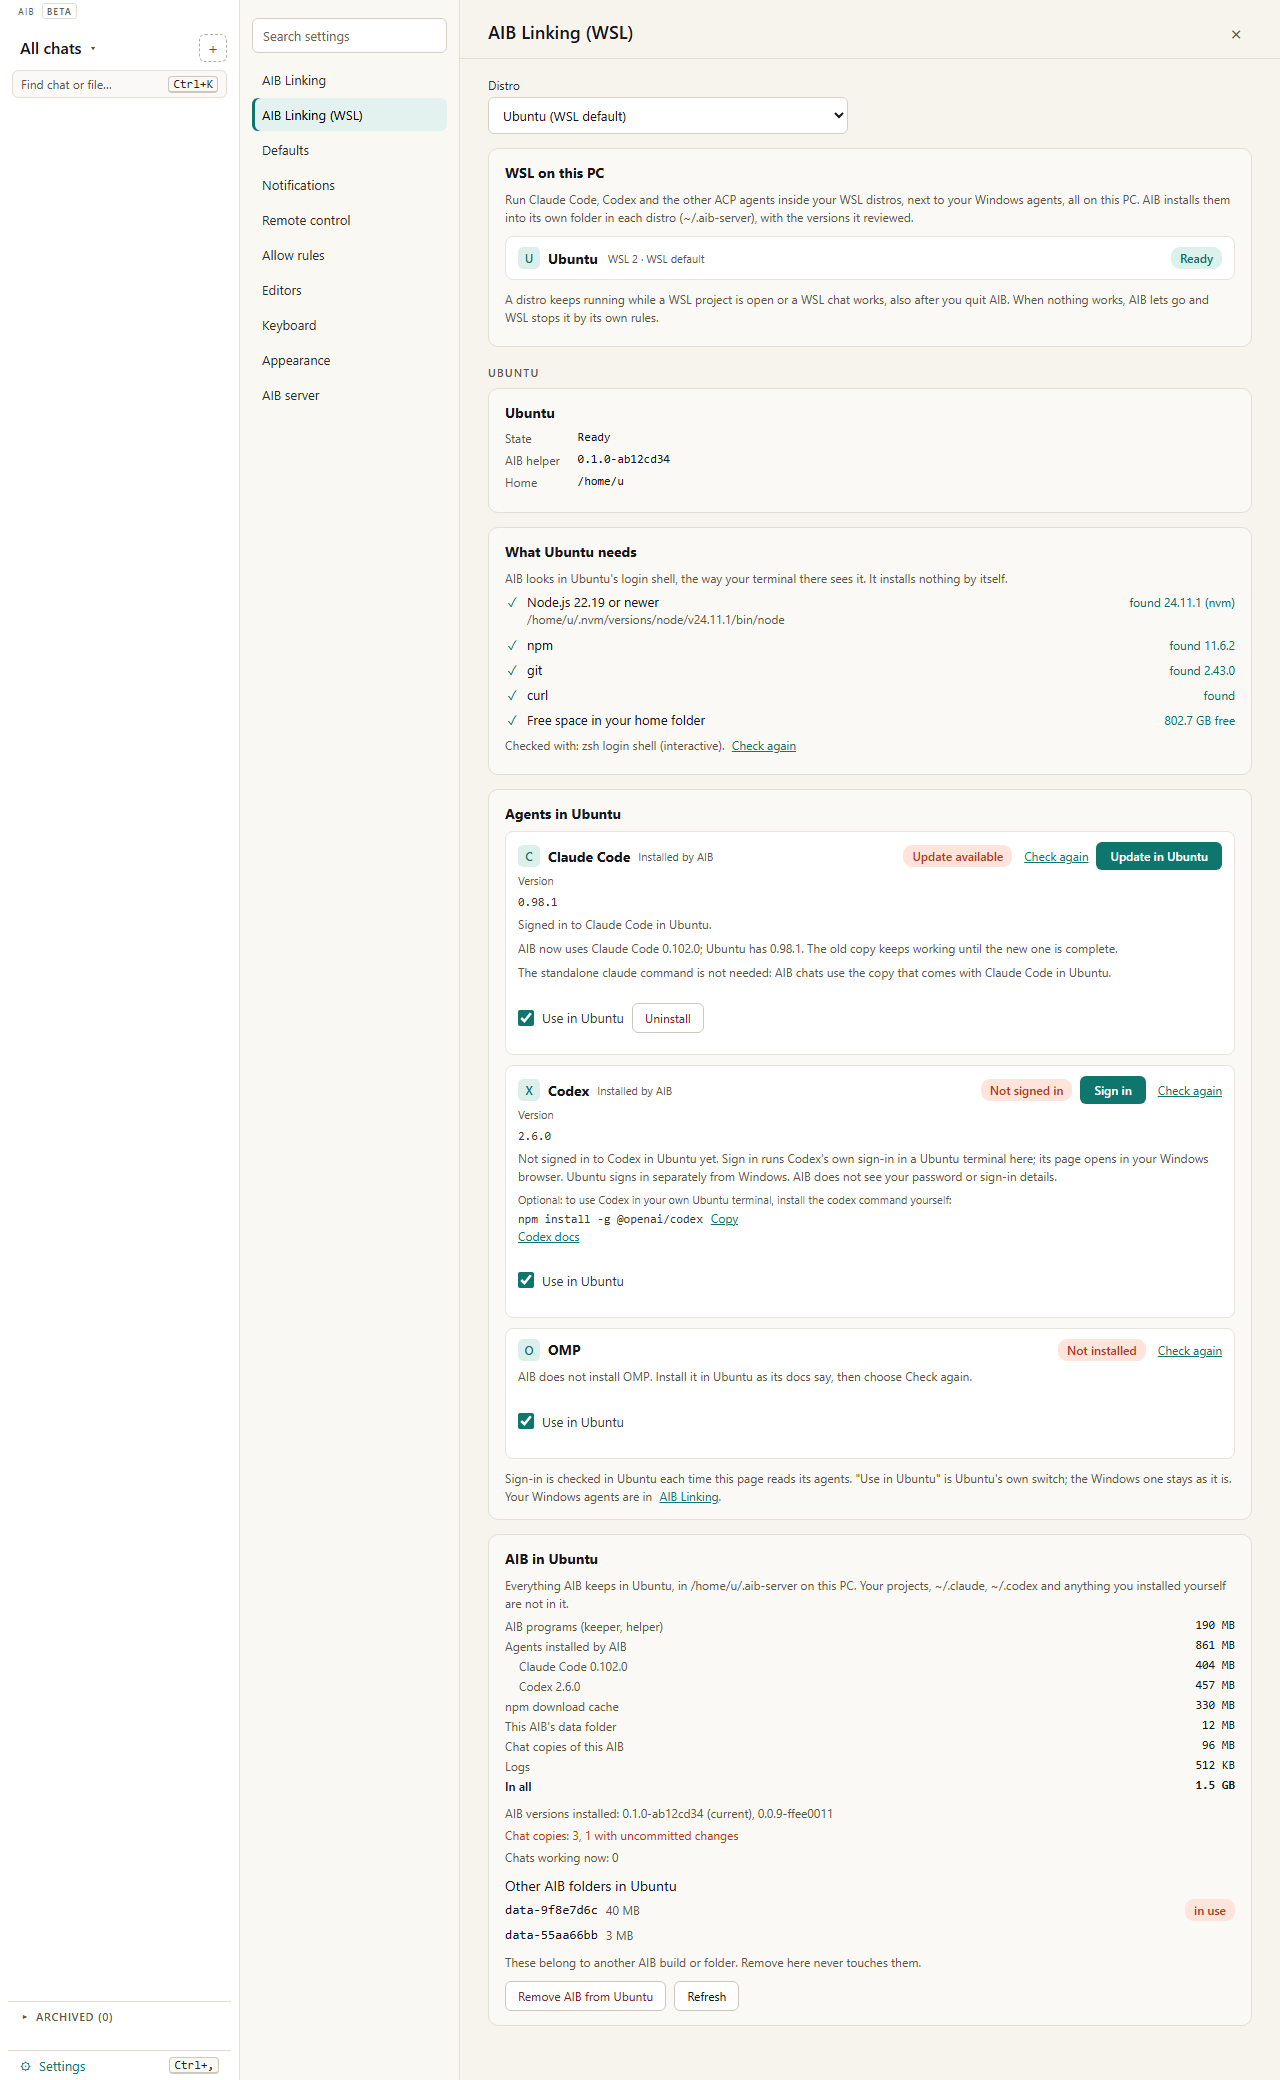 AIB BETA
All chats
+
Find chat or file... Ctrl+K
ARCHIVED (0)
Settings Ctrl+,
Search settings
AIB Linking
AIB Linking (WSL)
Defaults
Notifications
Remote control
Allow rules
Editors
Keyboard
Appearance
AIB server
AIB Linking (WSL)
Distro
Ubuntu (WSL default)
WSL on this PC
Run Claude Code, Codex and the other ACP agents inside your WSL distros, next to your Windows agents, all on this PC. AIB installs them
into its own folder in each distro (~/.aib-server), with the versions it reviewed.
U Ubuntu WSL 2 · WSL default Ready
A distro keeps running while a WSL project is open or a WSL chat works, also after you quit AIB. When nothing works, AIB lets go and
WSL stops it by its own rules.
UBUNTU
Ubuntu
State Ready
AIB helper 0.1.0-ab12cd34
Home /home/u
What Ubuntu needs
AIB looks in Ubuntu's login shell, the way your terminal there sees it. It installs nothing by itself.
✓ Node.js 22.19 or newer found 24.11.1 (nvm)
/home/u/.nvm/versions/node/v24.11.1/bin/node
✓ npm found 11.6.2
✓ git found 2.43.0
✓ curl found
✓ Free space in your home folder 802.7 GB free
Checked with: zsh login shell (interactive). Check again
Agents in Ubuntu
C Claude Code Installed by AIB Update available Check again Update in Ubuntu
Version
0.98.1
Signed in to Claude Code in Ubuntu.
AIB now uses Claude Code 0.102.0; Ubuntu has 0.98.1. The old copy keeps working until the new one is complete.
The standalone claude command is not needed: AIB chats use the copy that comes with Claude Code in Ubuntu.
Use in Ubuntu Uninstall
X Codex Installed by AIB Not signed in Sign in Check again
Version
2.6.0
Not signed in to Codex in Ubuntu yet. Sign in runs Codex's own sign-in in a Ubuntu terminal here; its page opens in your Windows
browser. Ubuntu signs in separately from Windows. AIB does not see your password or sign-in details.
Optional: to use Codex in your own Ubuntu terminal, install the codex command yourself:
npm install -g @openai/codex Copy
Codex docs
Use in Ubuntu
O OMP Not installed Check again
AIB does not install OMP. Install it in Ubuntu as its docs say, then choose Check again.
Use in Ubuntu
Sign-in is checked in Ubuntu each time this page reads its agents. "Use in Ubuntu" is Ubuntu's own switch; the Windows one stays as it is.
Your Windows agents are in AIB Linking.
AIB in Ubuntu
Everything AIB keeps in Ubuntu, in /home/u/.aib-server on this PC. Your projects, ~/.claude, ~/.codex and anything you installed yourself
are not in it.
AIB programs (keeper, helper) 190 MB
Agents installed by AIB 861 MB
Claude Code 0.102.0 404 MB
Codex 2.6.0 457 MB
npm download cache 330 MB
This AIB's data folder 12 MB
Chat copies of this AIB 96 MB
Logs 512 KB
In all 1.5 GB
AIB versions installed: 0.1.0-ab12cd34 (current), 0.0.9-ffee0011
Chat copies: 3, 1 with uncommitted changes
Chats working now: 0
Other AIB folders in Ubuntu
data-9f8e7d6c 40 MB in use
data-55aa66bb 3 MB
These belong to another AIB build or folder. Remove here never touches them.
Remove AIB from Ubuntu Refresh